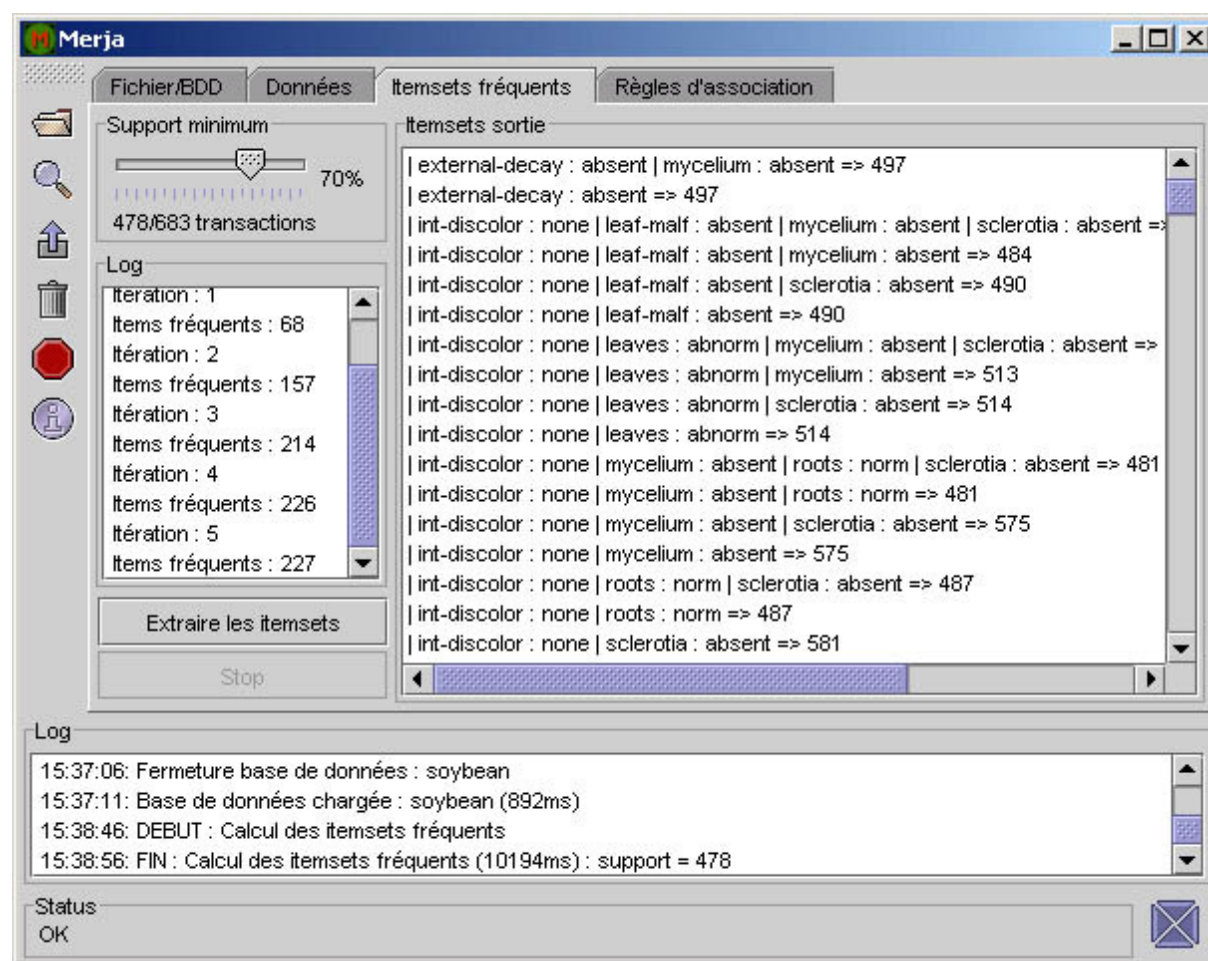 Merja
Fichier/BDD Données Itemsets fréquents Règles d'association
Support minimum
70%
478/683 transactions
Log
Itération : 1
Items fréquents : 68
Itération : 2
Items fréquents : 157
Itération : 3
Items fréquents : 214
Itération : 4
Items fréquents : 226
Itération : 5
Items fréquents : 227
Extraire les itemsets
Stop
Itemsets sortie
| external-decay : absent | mycelium : absent => 497
| external-decay : absent => 497
| int-discolor : none | leaf-malf : absent | mycelium : absent | sclerotia : absent =>
| int-discolor : none | leaf-malf : absent | mycelium : absent => 484
| int-discolor : none | leaf-malf : absent | sclerotia : absent => 490
| int-discolor : none | leaf-malf : absent => 490
| int-discolor : none | leaves : abnorm | mycelium : absent | sclerotia : absent =>
| int-discolor : none | leaves : abnorm | mycelium : absent => 513
| int-discolor : none | leaves : abnorm | sclerotia : absent => 514
| int-discolor : none | leaves : abnorm => 514
| int-discolor : none | mycelium : absent | roots : norm | sclerotia : absent => 481
| int-discolor : none | mycelium : absent | roots : norm => 481
| int-discolor : none | mycelium : absent | sclerotia : absent => 575
| int-discolor : none | mycelium : absent => 575
| int-discolor : none | roots : norm | sclerotia : absent => 487
| int-discolor : none | roots : norm => 487
| int-discolor : none | sclerotia : absent => 581
Log
15:37:06: Fermeture base de données : soybean
15:37:11: Base de données chargée : soybean (892ms)
15:38:46: DEBUT : Calcul des itemsets fréquents
15:38:56: FIN : Calcul des itemsets fréquents (10194ms) : support = 478
Status
OK